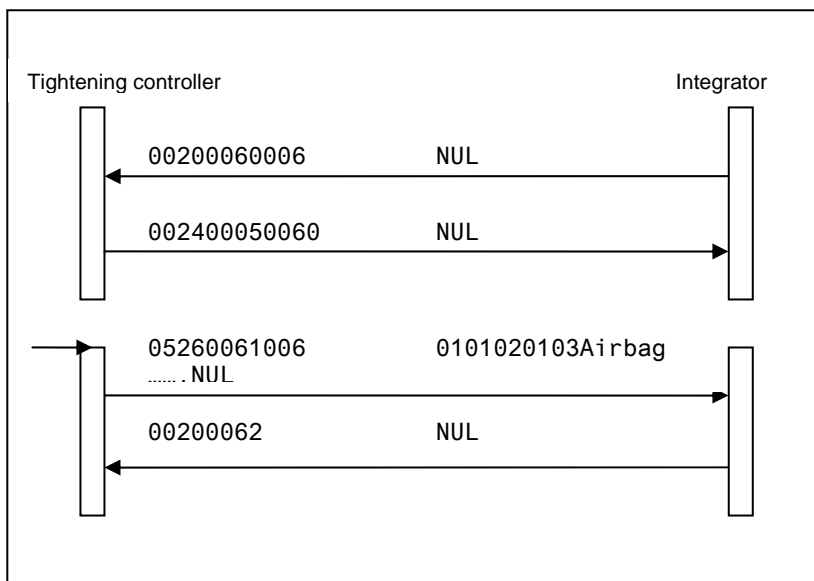 Tightening controller Integrator
00200060006 NUL
002400050060 NUL
05260061006 0101020103Airbag
…….NUL
00200062 NUL